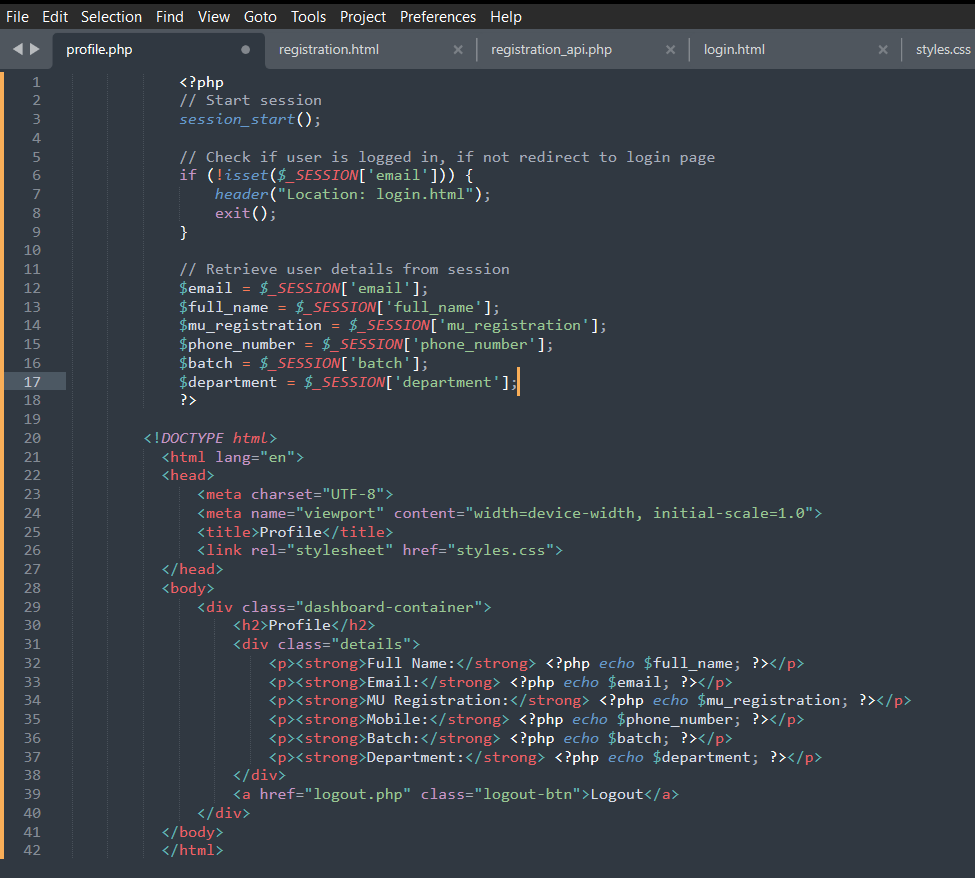 File Edit Selection Find View Goto Tools Project Preferences Help
profile.php registration.html registration_api.php login.html styles.css
1 <?php
2 // Start session
3 session_start();
4
5 // Check if user is logged in, if not redirect to login page
6 if (!isset($_SESSION['email'])) {
7 header("Location: login.html");
8 exit();
9 }
10
11 // Retrieve user details from session
12 $email = $_SESSION['email'];
13 $full_name = $_SESSION['full_name'];
14 $mu_registration = $_SESSION['mu_registration'];
15 $phone_number = $_SESSION['phone_number'];
16 $batch = $_SESSION['batch'];
17 $department = $_SESSION['department'];
18 ?>
19
20 <!DOCTYPE html>
21 <html lang="en">
22 <head>
23 <meta charset="UTF-8">
24 <meta name="viewport" content="width=device-width, initial-scale=1.0">
25 <title>Profile</title>
26 <link rel="stylesheet" href="styles.css">
27 </head>
28 <body>
29 <div class="dashboard-container">
30 <h2>Profile</h2>
31 <div class="details">
32 <p><strong>Full Name:</strong> <?php echo $full_name; ?></p>
33 <p><strong>Email:</strong> <?php echo $email; ?></p>
34 <p><strong>MU Registration:</strong> <?php echo $mu_registration; ?></p>
35 <p><strong>Mobile:</strong> <?php echo $phone_number; ?></p>
36 <p><strong>Batch:</strong> <?php echo $batch; ?></p>
37 <p><strong>Department:</strong> <?php echo $department; ?></p>
38 </div>
39 <a href="logout.php" class="logout-btn">Logout</a>
40 </div>
41 </body>
42 </html>